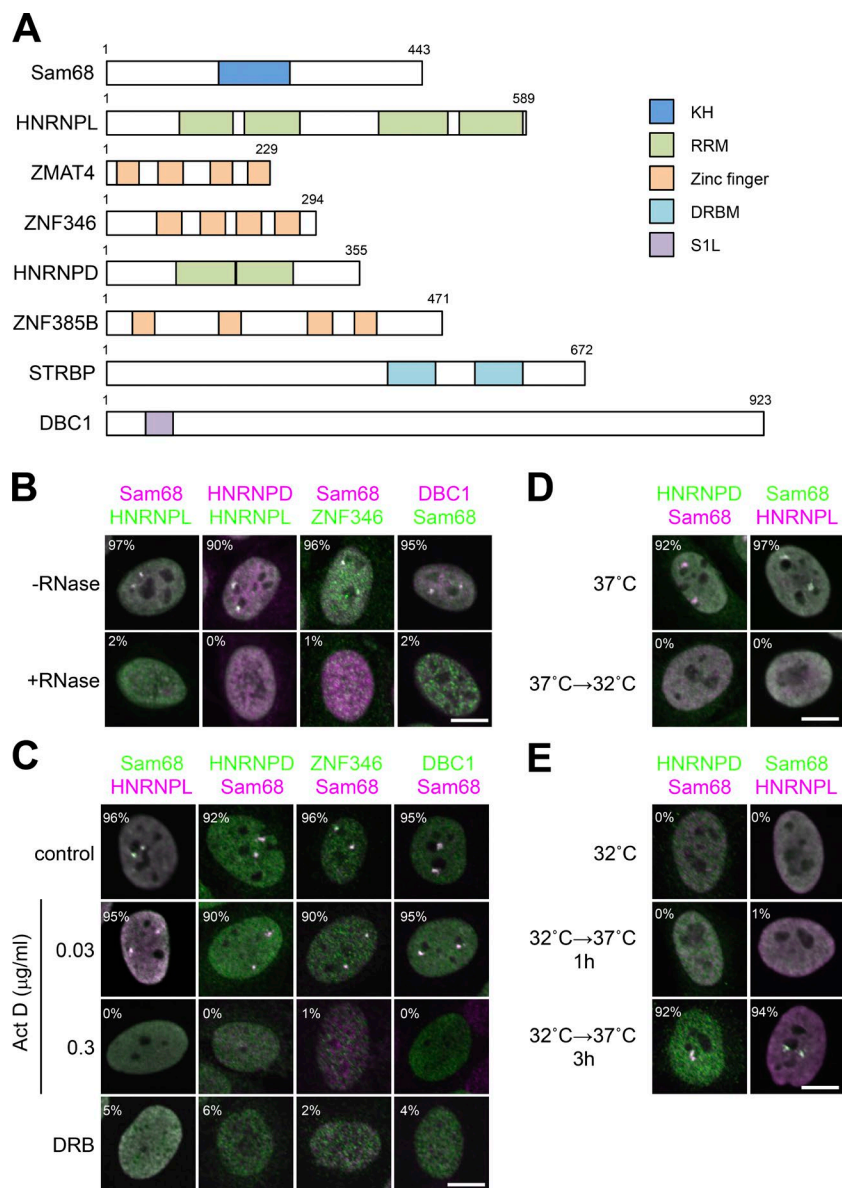 A
1 443
Sam68
1 589
HNRNPL
1 229
ZMAT4
1 294
ZNF346
1 355
HNRNPD
1 471
ZNF385B
1 672
STRBP
1 923
DBC1
KH
RRM
Zinc finger
DRBM
S1L
B
Sam68 HNRNPD Sam68 DBC1
HNRNPL HNRNPL ZNF346 Sam68
-RNase 97% 90% 96% 95%
+RNase 2% 0% 1% 2%
C
Sam68 HNRNPD ZNF346 DBC1
HNRNPL Sam68 Sam68 Sam68
control 96% 92% 96% 95%
Act D (μg/ml)
0.03 95% 90% 90% 95%
0.3 0% 0% 1% 0%
DRB 5% 6% 2% 4%
D
HNRNPD Sam68
Sam68 HNRNPL
37˚C 92% 97%
37˚C→32˚C 0% 0%
E
HNRNPD Sam68
Sam68 HNRNPL
32˚C 0% 0%
32˚C→37˚C
1h 0% 1%
32˚C→37˚C
3h 92% 94%